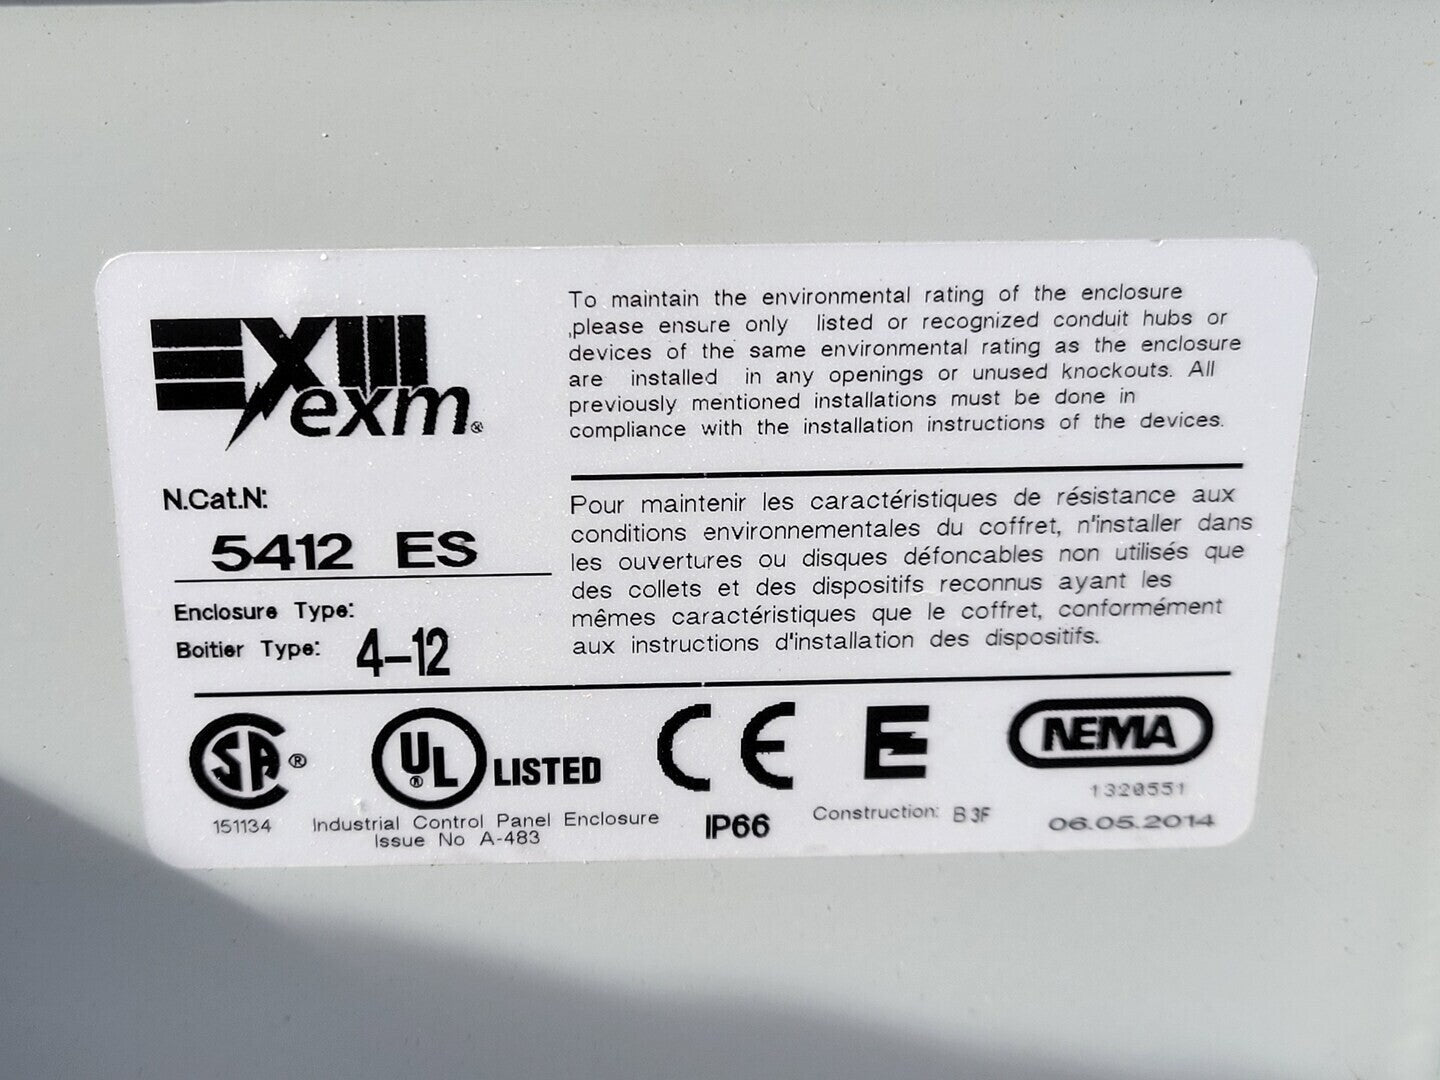 EXM
exm®
N.Cat.N:
5412 ES
Enclosure Type:
Boitier Type: 4-12
To maintain the environmental rating of the enclosure
,please ensure only listed or recognized conduit hubs or
devices of the same environmental rating as the enclosure
are installed in any openings or unused knockouts. All
previously mentioned installations must be done in
compliance with the installation instructions of the devices.
Pour maintenir les caractéristiques de résistance aux
conditions environnementales du coffret, n'installer dans
les ouvertures ou disques défoncables non utilisés que
des collets et des dispositifs reconnus ayant les
mêmes caractéristiques que le coffret, conformément
aux instructions d'installation des dispositifs.
SA®
151134
UL® LISTED
Industrial Control Panel Enclosure
Issue No A-483
CE
IP66
E
Construction: B 3F
NEMA
1320551
06.05.2014